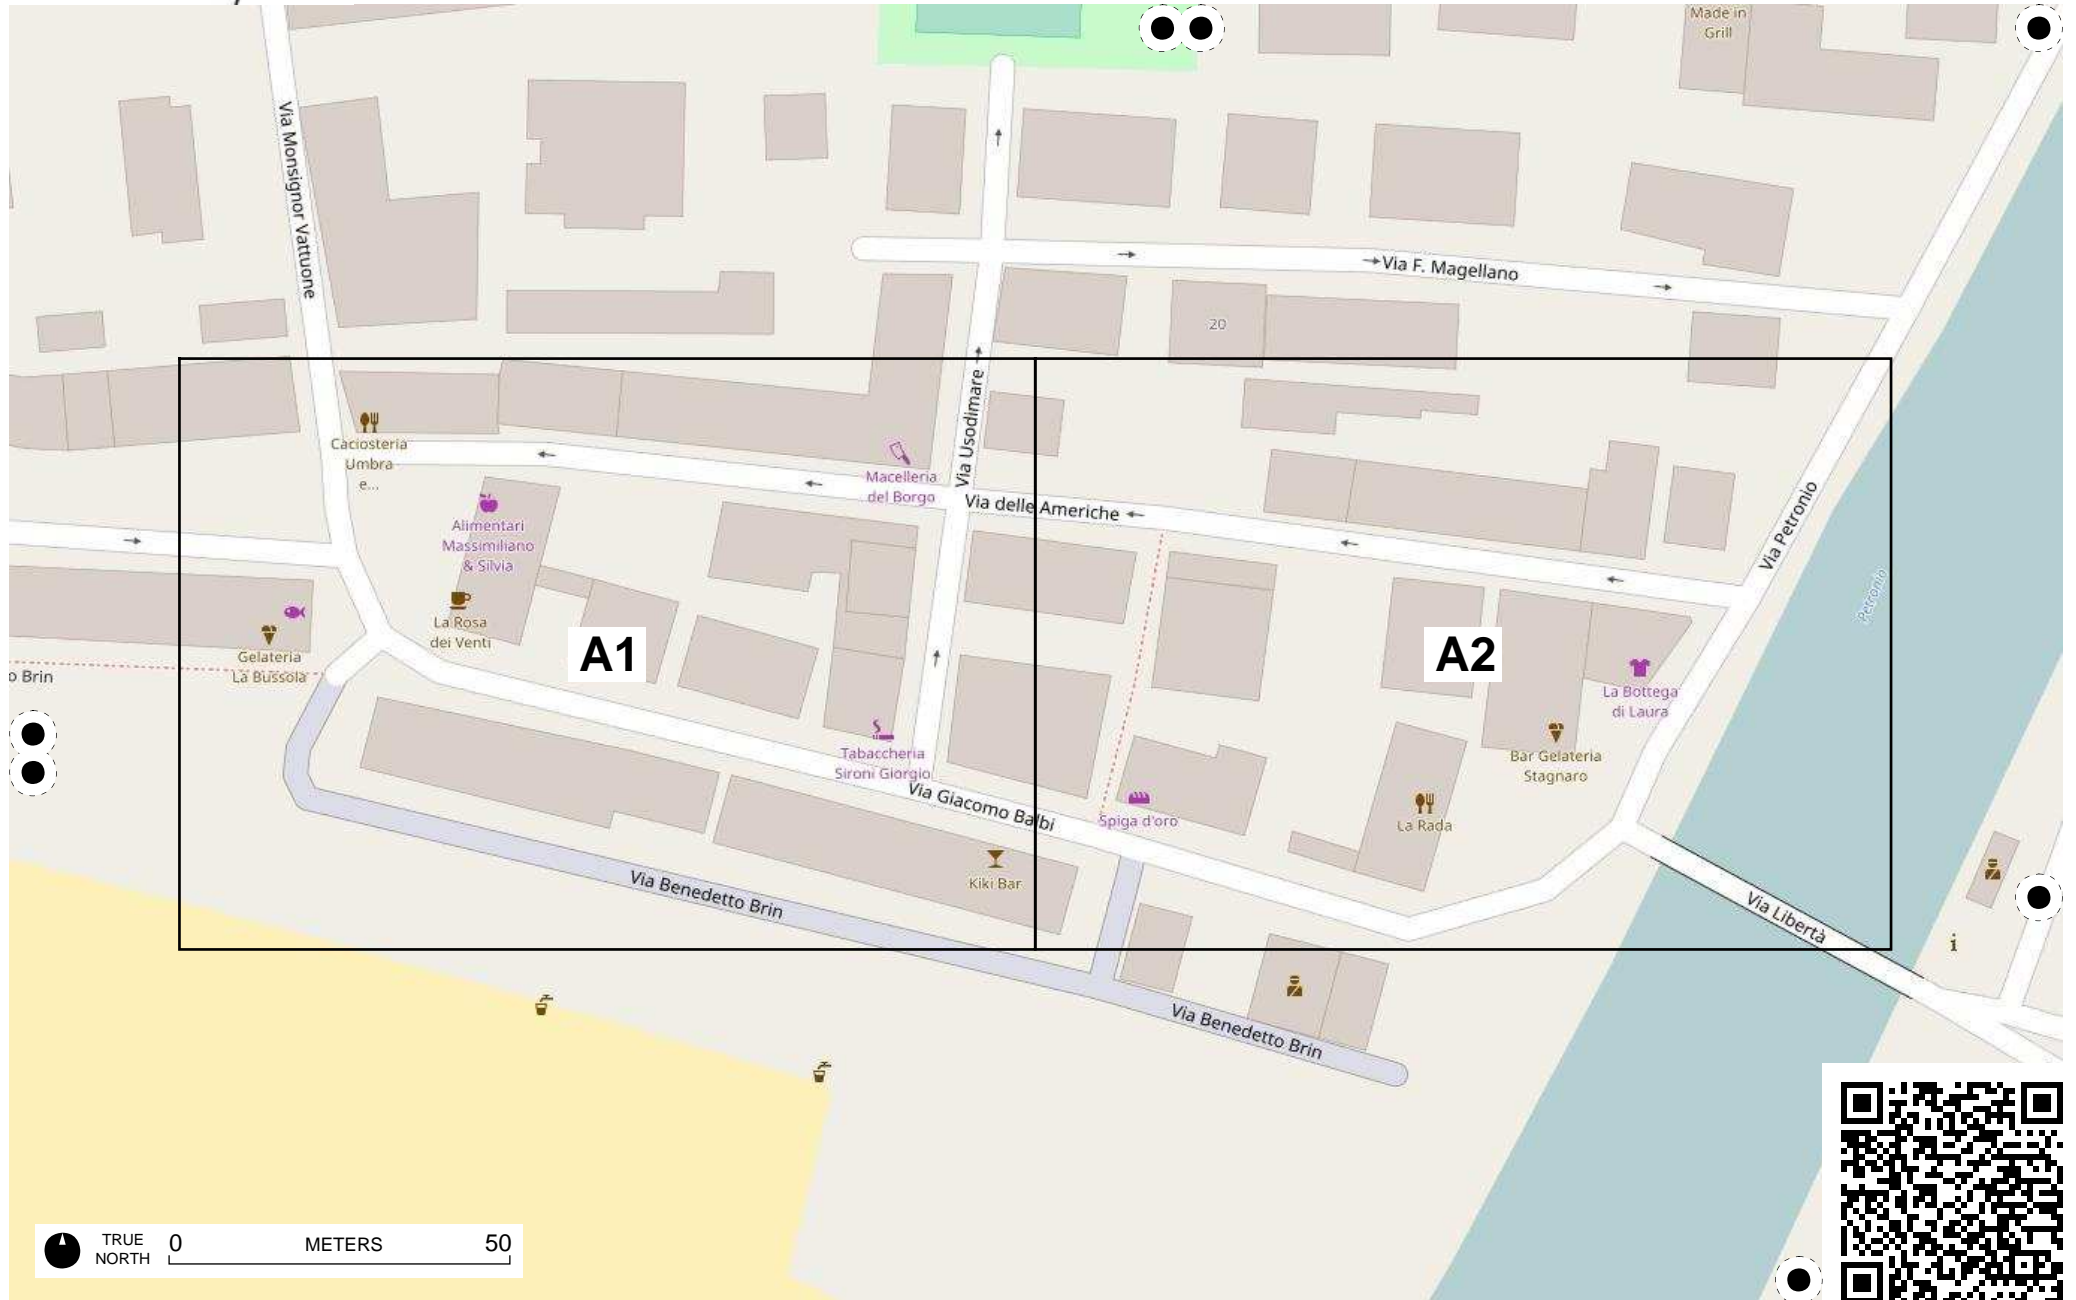 Made in
Grill
Via Monsignor Vattuone
Via F. Magellano
20
Via Usodimare
Caciosteria
Umbra
e...
Macelleria
del Borgo
Via delle Americhe
Via Petronio
Petronio
Alimentari
Massimiliano
& Silvia
La Rosa
dei Venti
Gelateria
La Bussola
o Brin
A1
A2
La Bottega
di Laura
Bar Gelateria
Stagnaro
Tabaccheria
Sironi Giorgio
Via Giacomo Balbi
Spiga d'oro
La Rada
Kiki Bar
Via Benedetto Brin
Via Libertà
i
Via Benedetto Brin
TRUE
NORTH
0 METERS 50